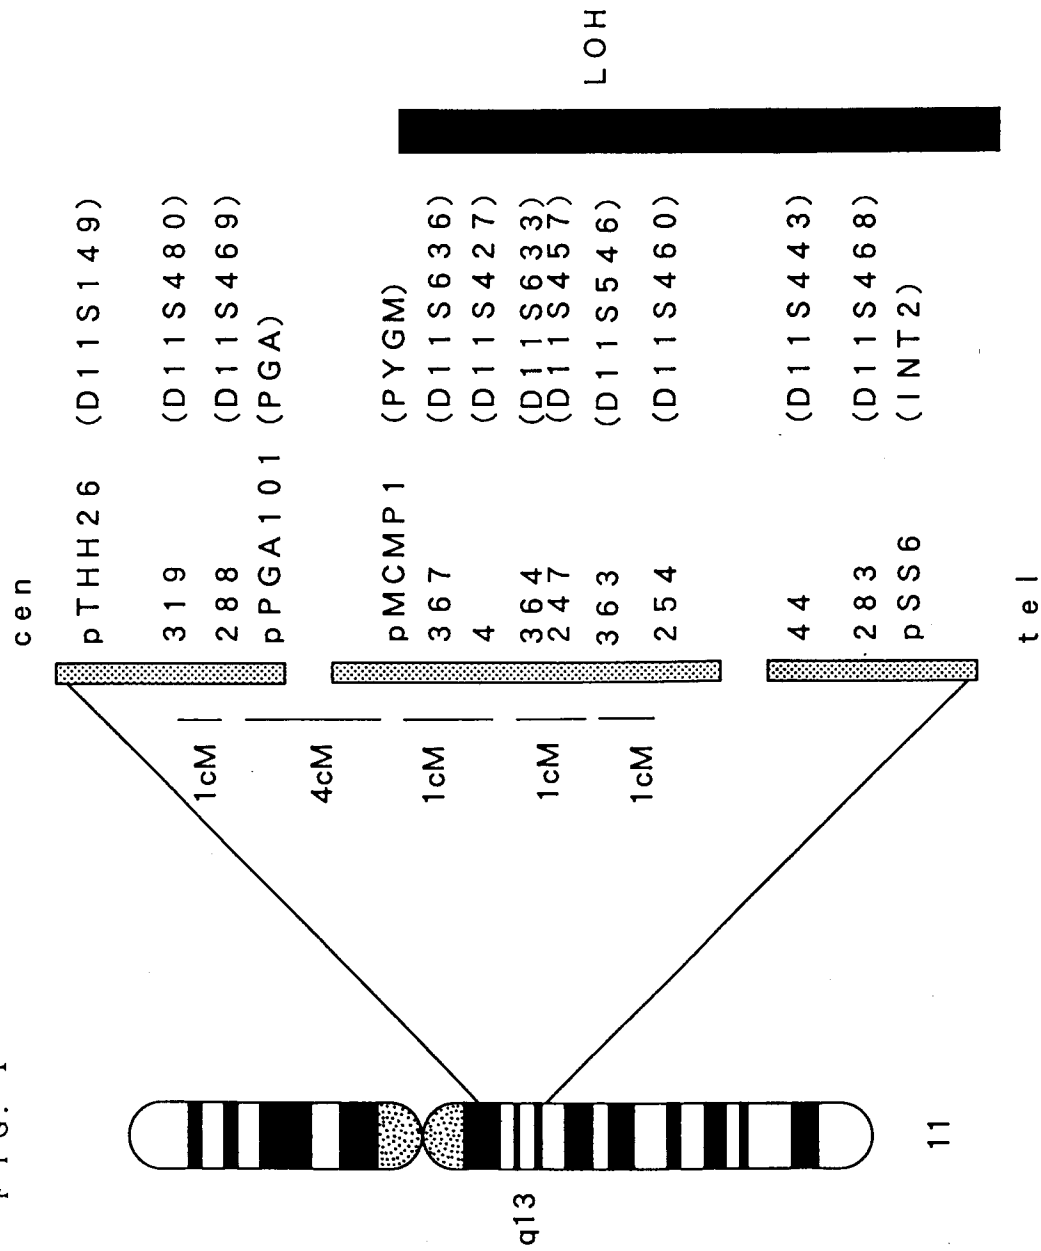 FIG. 1
cen
pTHH26 (D11S149)
319 (D11S480)
288 (D11S469)
pPGA101 (PGA)
pMCMP1 (PYGM)
367 (D11S636)
4 (D11S427)
364 (D11S633)
247 (D11S457)
363 (D11S546)
254 (D11S460)
44 (D11S443)
283 (D11S468)
pSS6 (INT2)
tel
1cM
4cM
1cM
1cM
1cM
LOH
q13
11